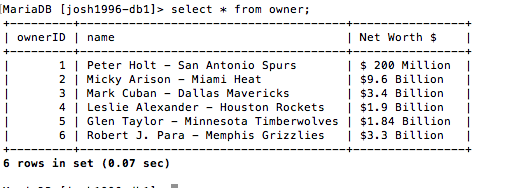 MariaDB [josh1996-db1]> select * from owner;
+---------+----------------------------------------+---------------+
| ownerID | name | Net Worth $ |
+---------+----------------------------------------+---------------+
| 1 | Peter Holt - San Antonio Spurs | $ 200 Million |
| 2 | Micky Arison - Miami Heat | $9.6 Billion |
| 3 | Mark Cuban - Dallas Mavericks | $3.4 Billion |
| 4 | Leslie Alexander - Houston Rockets | $1.9 Billion |
| 5 | Glen Taylor - Minnesota Timberwolves | $1.84 Billion |
| 6 | Robert J. Para - Memphis Grizzlies | $3.3 Billion |
+---------+----------------------------------------+---------------+
6 rows in set (0.07 sec)
MariaDB [josh1996-db1]>